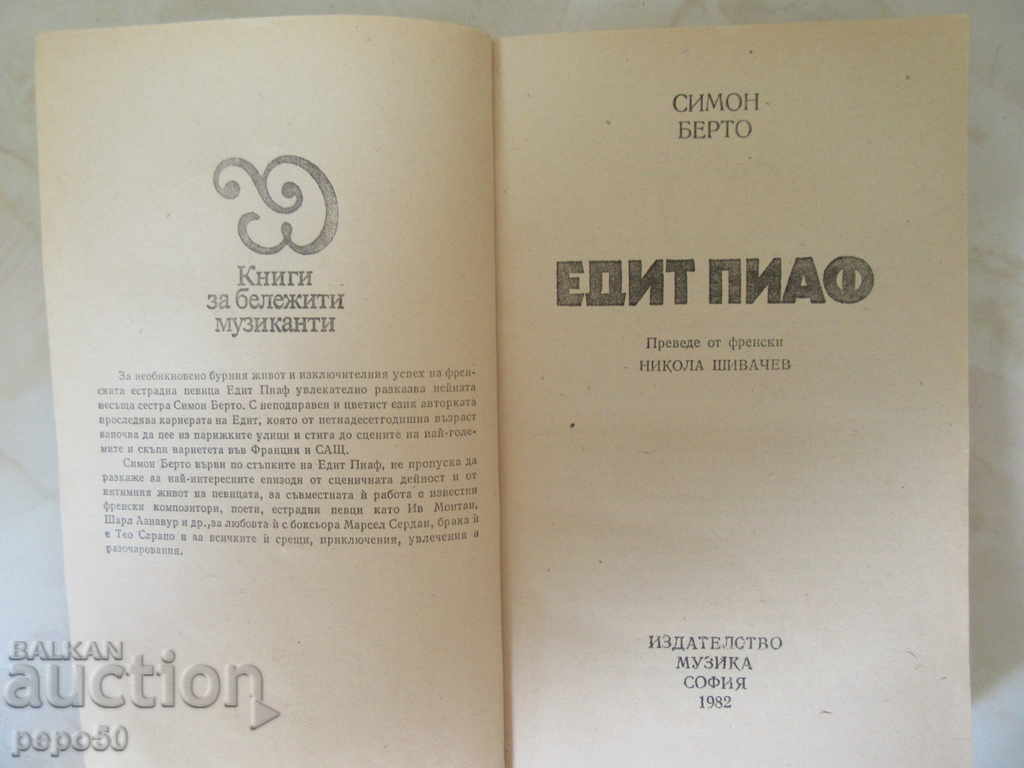 Книги
за бележити
музиканти
За необикновено бурния живот и изключителния успех на френ-
ската естрадна певица Едит Пиаф увлекателно разказва нейната
несъща сестра Симон Берто. С неподправен и цветист език авторката
проследява кариерата на Едит, която от петнадесетгодишна възраст
започва да пее из парижките улици и стига до сцените на най-голе-
мите и скъпи вариетета във Франция и САЩ.
Симон Берто върви по стъпките на Едит Пиаф, не пропуска да
разкаже за най-интересните епизоди от сценичната дейност и от
интимния живот на певицата, за съвместната ѝ работа с известни
френски композитори, поети, естрадни певци като Ив Монтан,
Шарл Азнавур и др., за любовта ѝ с боксьора Марсел Сердан, брака ѝ
с Тео Сарапо и за всичките ѝ срещи, приключения, увлечения и
разочарования.
СИМОН
БЕРТО
ЕДИТ ПИАФ
Преведе от френски
НИКОЛА ШИВАЧЕВ
ИЗДАТЕЛСТВО
МУЗИКА
СОФИЯ
1982
BALKAN
auction
pepo50